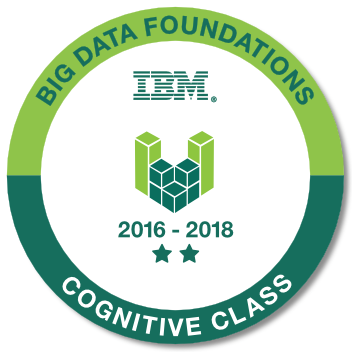 BIG DATA FOUNDATIONS
IBM®
2016 - 2018
COGNITIVE CLASS